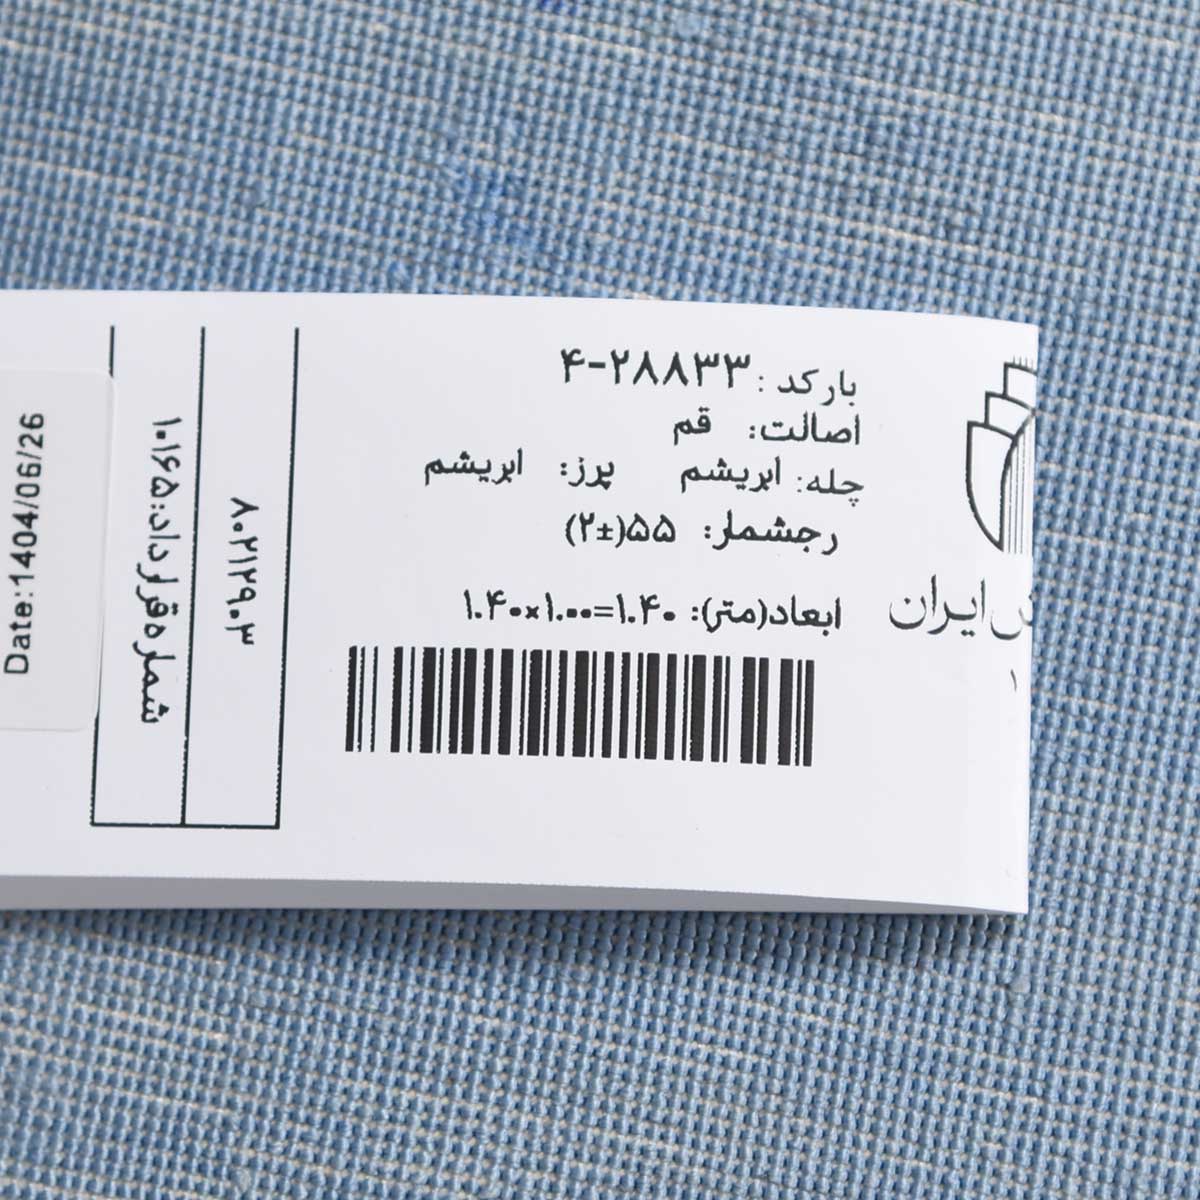 بارکد : ۲۸۸۳۳-۴
اصالت: قم
چله: ابریشم پرز: ابریشم
رجشمار: ۵۵(±۲)
ابعاد(متر): ۱.۴۰×۱.۰۰=۱.۴۰
ایران
۱
۸۰۲۱۲۹۰۳
شماره قرارداد:۱۰۱۶۵
Date:1404/06/26